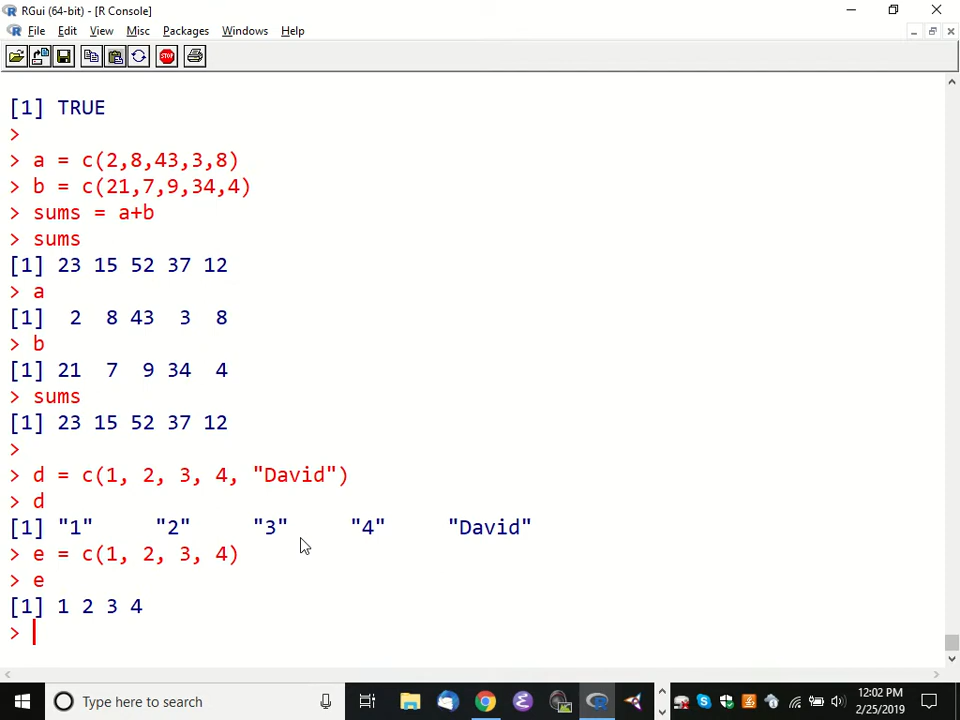 RGui (64-bit) - [R Console]
File Edit View Misc Packages Windows Help
STOP
[1] TRUE
>
> a = c(2,8,43,3,8)
> b = c(21,7,9,34,4)
> sums = a+b
> sums
[1] 23 15 52 37 12
> a
[1]  2  8 43  3  8
> b
[1] 21  7  9 34  4
> sums
[1] 23 15 52 37 12
>
> d = c(1, 2, 3, 4, "David")
> d
[1] "1"     "2"     "3"     "4"     "David"
> e = c(1, 2, 3, 4)
> e
[1] 1 2 3 4
>
Type here to search
12:02 PM
2/25/2019